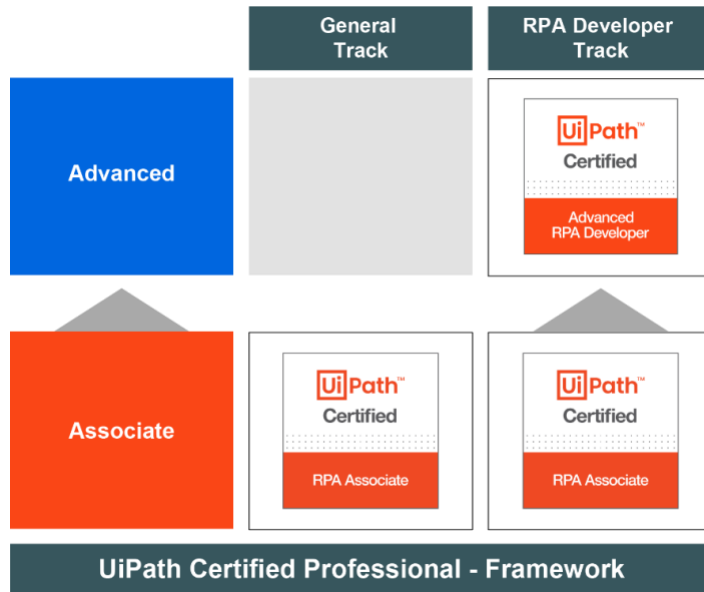 General
Track
RPA Developer
Track
Advanced
UiPath™
Certified
Advanced
RPA Developer
Associate
UiPath™
Certified
RPA Associate
UiPath™
Certified
RPA Associate
UiPath Certified Professional - Framework